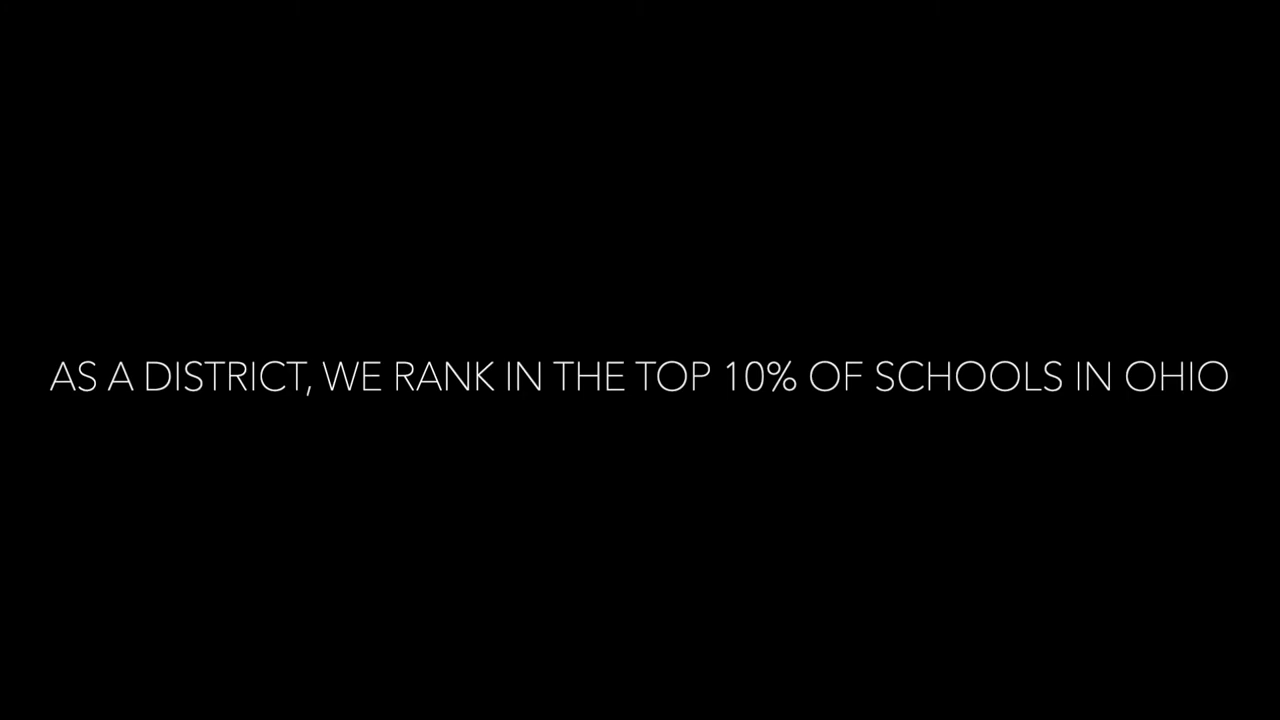 AS A DISTRICT, WE RANK IN THE TOP 10% OF SCHOOLS IN OHIO